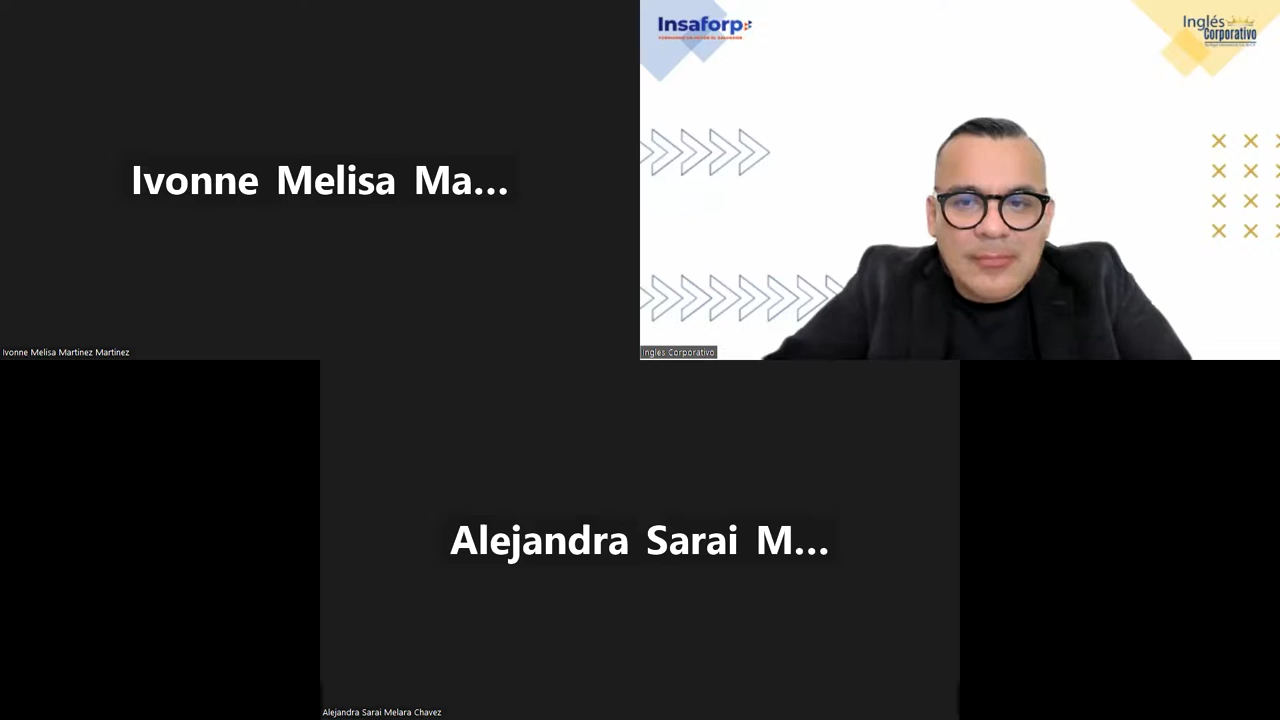 Ivonne Melisa Ma...
Ivonne Melisa Martinez Martinez
Insaforp
Inglés
Corporativo
Ingles Corporativo
Alejandra Sarai M...
Alejandra Sarai Melara Chavez